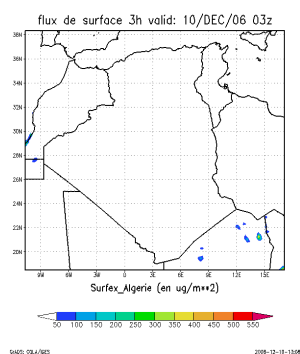 flux de surface 3h valid: 10/DEC/06 03z
38N
36N
34N
32N
30N
28N
26N
24N
22N
20N
9W 6W 3W 0 3E 6E 9E 12E 15E
Surfex_Algerie (en ug/m**2)
50 100 150 200 250 300 350 400 450 500 550
GrADS: COLA/IGES
2006-12-10-13:05